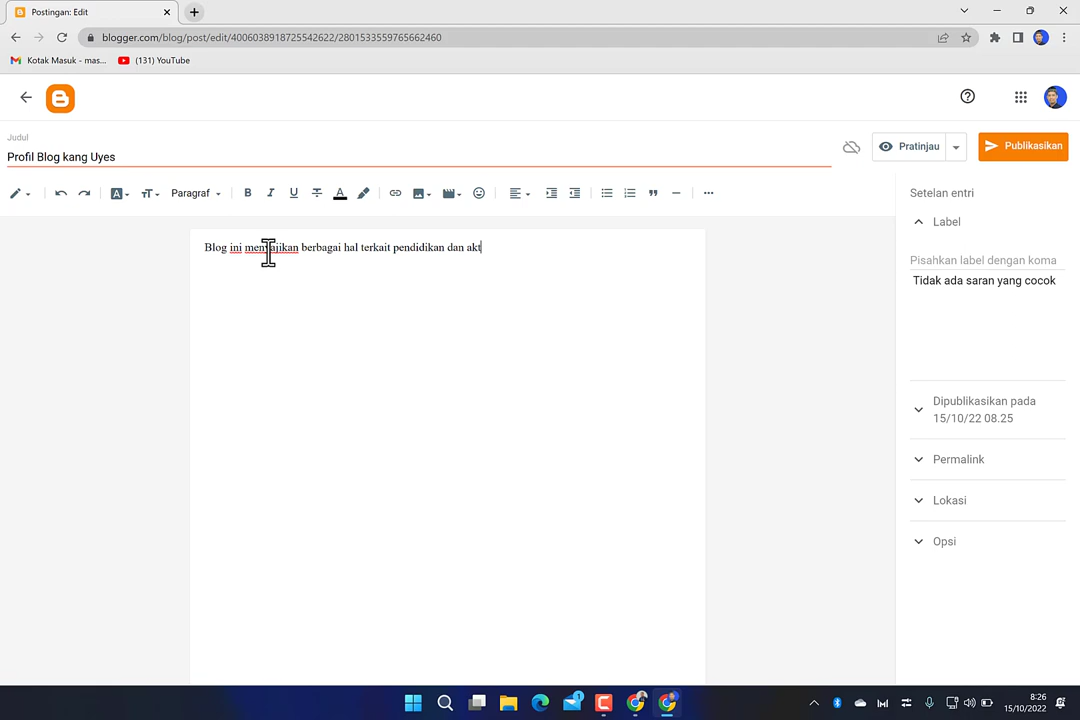 Postingan: Edit
blogger.com/blog/post/edit/4006038918725542622/2801533559765662460
Kotak Masuk - mas...
(131) YouTube
Judul
Profil Blog kang Uyes
Pratinjau
Publikasikan
Paragraf
Blog ini menyajikan berbagai hal terkait pendidikan dan akt
Setelan entri
Label
Pisahkan label dengan koma
Tidak ada saran yang cocok
Dipublikasikan pada
15/10/22 08.25
Permalink
Lokasi
Opsi
8:26
15/10/2022